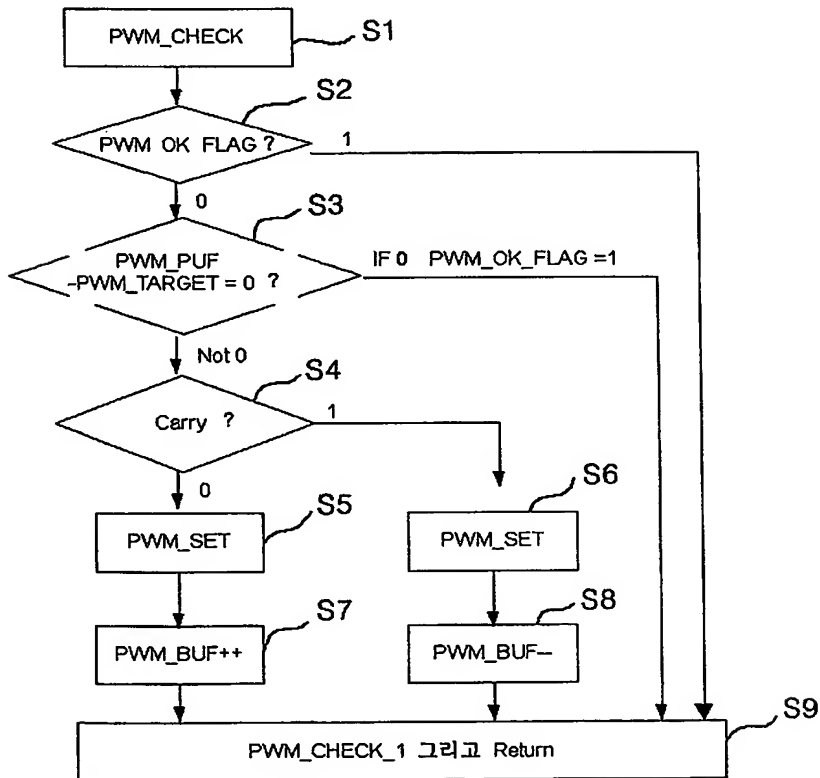 PWM_CHECK
S1
S2
PWM OK FLAG ?
1
0
S3
PWM_PUF
-PWM_TARGET = 0 ?
IF 0 PWM_OK_FLAG =1
Not 0
S4
Carry ?
1
0
S5
S6
PWM_SET
PWM_SET
S7
S8
PWM_BUF++
PWM_BUF--
S9
PWM_CHECK_1 그리고 Return